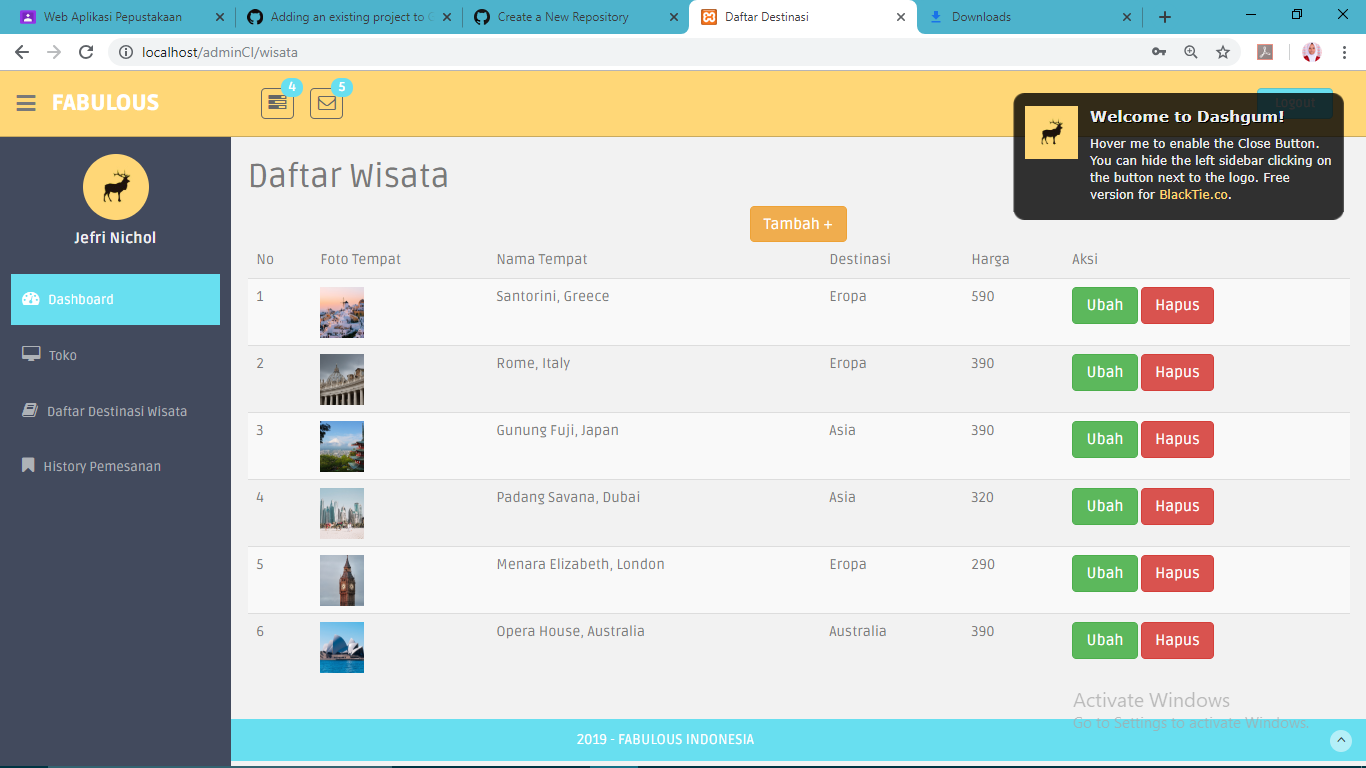 Web Aplikasi Pepustakaan
Adding an existing project to
Create a New Repository
Daftar Destinasi
Downloads
localhost/adminCI/wisata
FABULOUS
4
5
Logout
Welcome to Dashgum!
Hover me to enable the Close Button.
You can hide the left sidebar clicking on
the button next to the logo. Free
version for BlackTie.co.
Jefri Nichol
Dashboard
Toko
Daftar Destinasi Wisata
History Pemesanan
Daftar Wisata
Tambah +
No Foto Tempat Nama Tempat Destinasi Harga Aksi
1 Santorini, Greece Eropa 590 Ubah Hapus
2 Rome, Italy Eropa 390 Ubah Hapus
3 Gunung Fuji, Japan Asia 390 Ubah Hapus
4 Padang Savana, Dubai Asia 320 Ubah Hapus
5 Menara Elizabeth, London Eropa 290 Ubah Hapus
6 Opera House, Australia Australia 390 Ubah Hapus
Activate Windows
Go to Settings to activate Windows.
2019 - FABULOUS INDONESIA